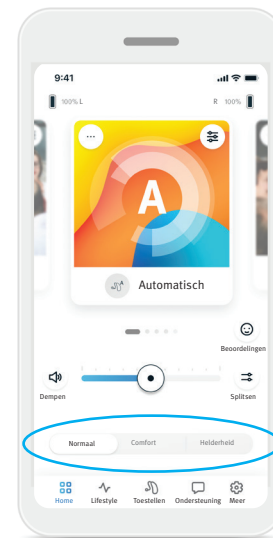 9:41
100% L
R 100%
...
A
A
Automatisch
Beoordelingen
Dempen
Splitsen
Normaal Comfort Helderheid
Home Lifestyle Toestellen Ondersteuning Meer